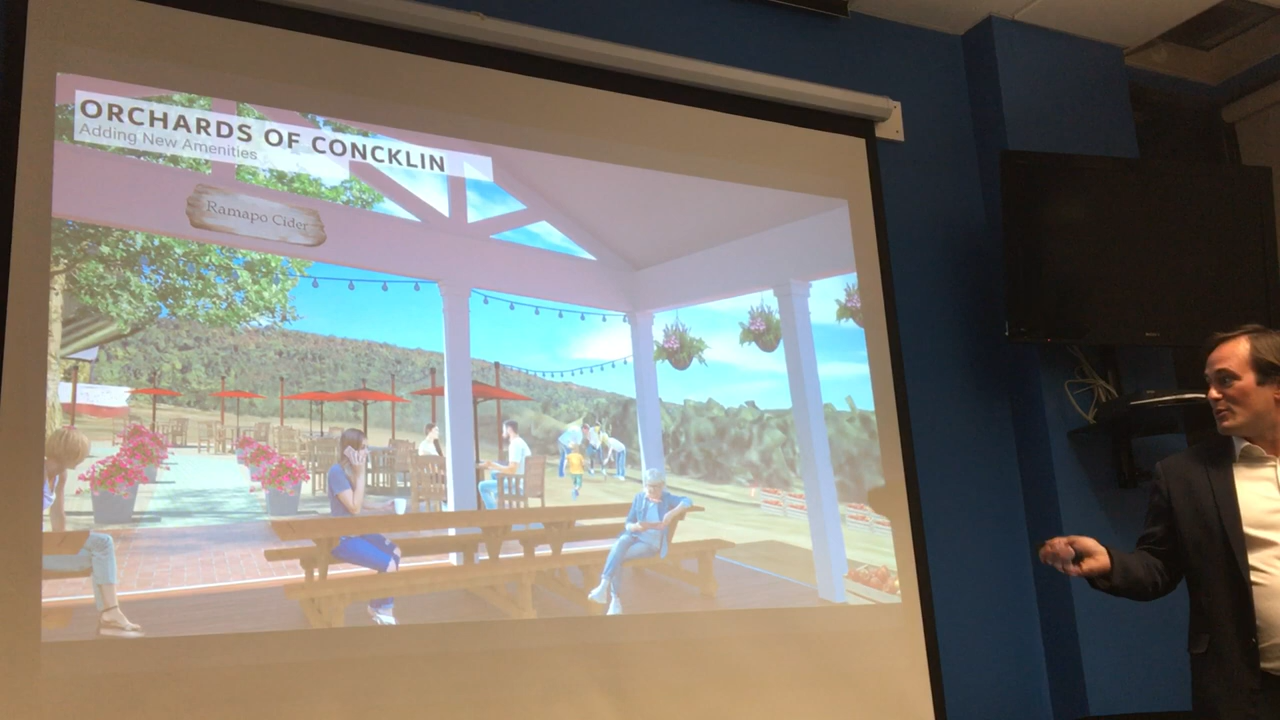 ORCHARDS OF CONCKLIN
Adding New Amenities
Ramapo Cider